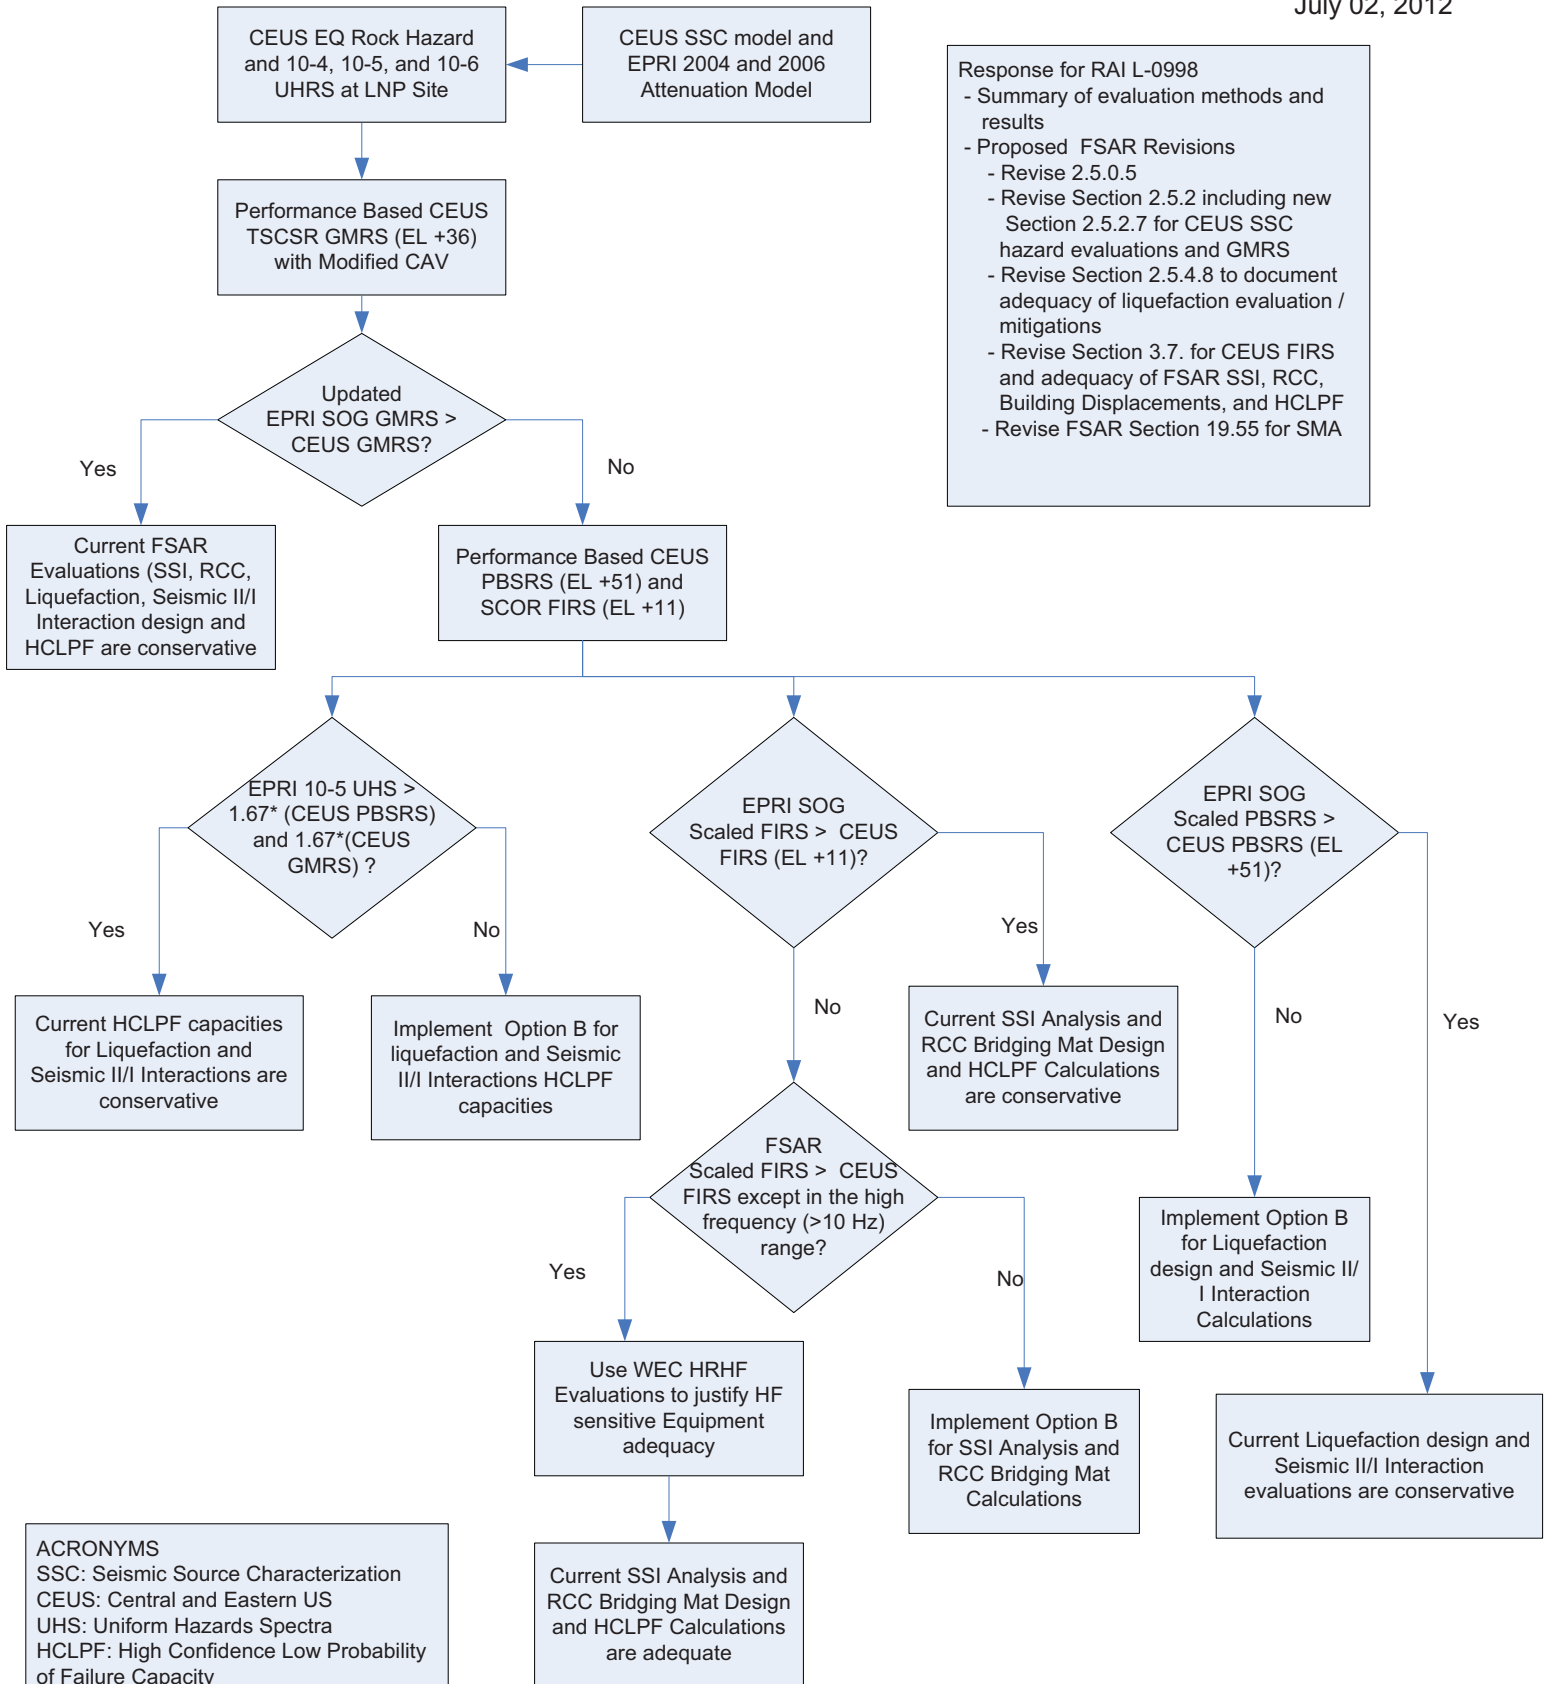 July 02, 2012
CEUS EQ Rock Hazard
and 10-4, 10-5, and 10-6
UHRS at LNP Site
CEUS SSC model and
EPRI 2004 and 2006
Attenuation Model
Response for RAI L-0998
- Summary of evaluation methods and
results
- Proposed FSAR Revisions
- Revise 2.5.0.5
- Revise Section 2.5.2 including new
Section 2.5.2.7 for CEUS SSC
hazard evaluations and GMRS
- Revise Section 2.5.4.8 to document
adequacy of liquefaction evaluation /
mitigations
- Revise Section 3.7. for CEUS FIRS
and adequacy of FSAR SSI, RCC,
Building Displacements, and HCLPF
- Revise FSAR Section 19.55 for SMA
Performance Based CEUS
TSCSR GMRS (EL +36)
with Modified CAV
Updated
EPRI SOG GMRS >
CEUS GMRS?
Yes
No
Current FSAR
Evaluations (SSI, RCC,
Liquefaction, Seismic II/I
Interaction design and
HCLPF are conservative
Performance Based CEUS
PBSRS (EL +51) and
SCOR FIRS (EL +11)
EPRI 10-5 UHS >
1.67* (CEUS PBSRS)
and 1.67*(CEUS
GMRS) ?
EPRI SOG
Scaled FIRS > CEUS
FIRS (EL +11)?
EPRI SOG
Scaled PBSRS >
CEUS PBSRS (EL
+51)?
Yes
No
Yes
No
No
Yes
Current HCLPF capacities
for Liquefaction and
Seismic II/I Interactions are
conservative
Implement Option B for
liquefaction and Seismic
II/I Interactions HCLPF
capacities
Current SSI Analysis and
RCC Bridging Mat Design
and HCLPF Calculations
are conservative
FSAR
Scaled FIRS > CEUS
FIRS except in the high
frequency (>10 Hz)
range?
Yes
No
Implement Option B
for Liquefaction
design and Seismic II/
I Interaction
Calculations
Use WEC HRHF
Evaluations to justify HF
sensitive Equipment
adequacy
Implement Option B
for SSI Analysis and
RCC Bridging Mat
Calculations
Current Liquefaction design and
Seismic II/I Interaction
evaluations are conservative
Current SSI Analysis and
RCC Bridging Mat Design
and HCLPF Calculations
are adequate
ACRONYMS
SSC: Seismic Source Characterization
CEUS: Central and Eastern US
UHS: Uniform Hazards Spectra
HCLPF: High Confidence Low Probability
of Failure Capacity